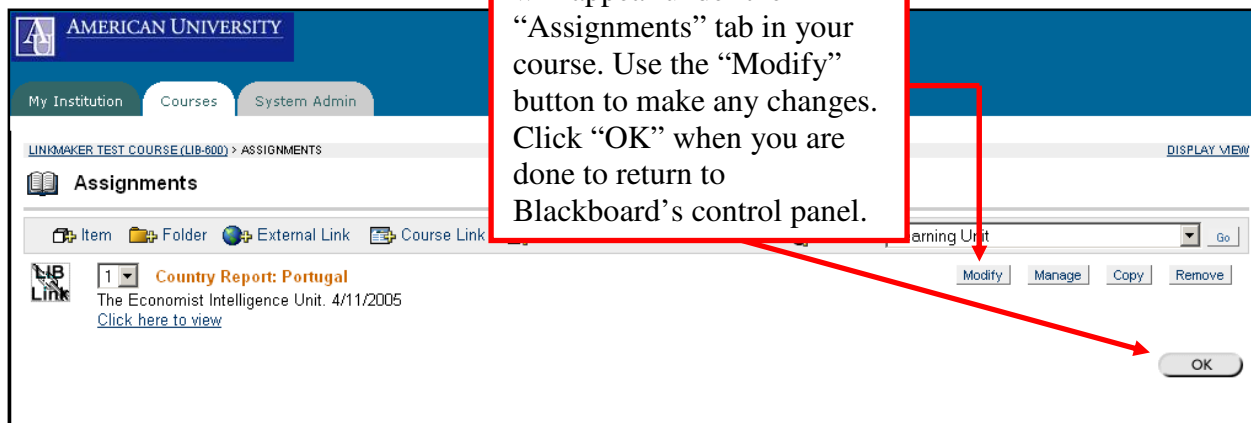 AMERICAN UNIVERSITY
“Assignments” tab in your
course. Use the “Modify”
button to make any changes.
Click “OK” when you are
done to return to
Blackboard’s control panel.
My Institution Courses System Admin
LINKMAKER TEST COURSE (LIB-600) > ASSIGNMENTS DISPLAY VIEW
Assignments
Item Folder External Link Course Link arning Unit Go
LIB Link 1 Country Report: Portugal Modify Manage Copy Remove
The Economist Intelligence Unit. 4/11/2005
Click here to view
OK